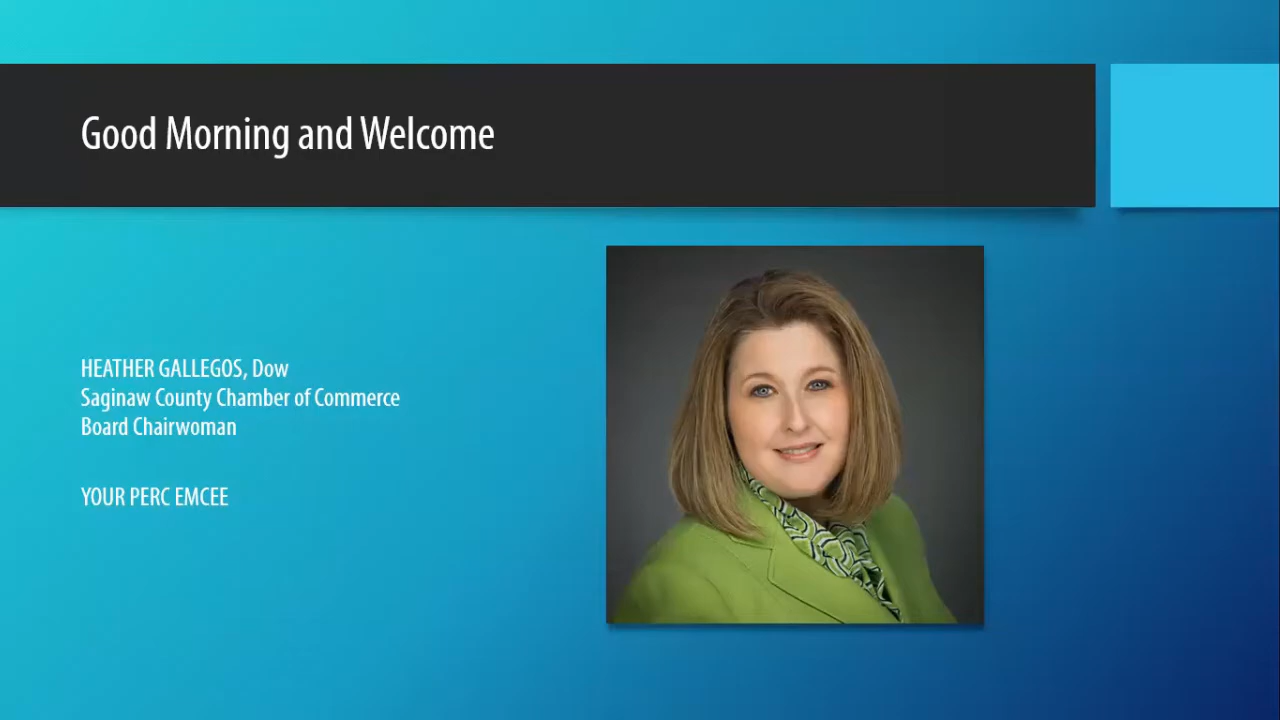 Good Morning and Welcome
HEATHER GALLEGOS, Dow
Saginaw County Chamber of Commerce
Board Chairwoman
YOUR PERC EMCEE